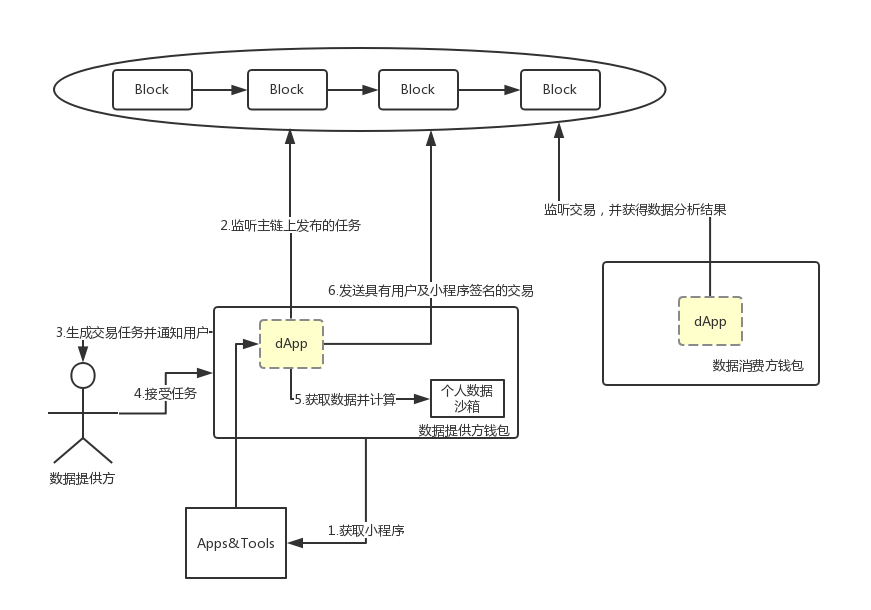 Block
Block
Block
Block
监听交易，并获得数据分析结果
2.监听主链上发布的任务
6.发送具有用户及小程序签名的交易
3.生成交易任务并通知用户
dApp
dApp
数据消费方钱包
4.接受任务
5.获取数据并计算
个人数据
沙箱
数据提供方钱包
数据提供方
1.获取小程序
Apps&Tools